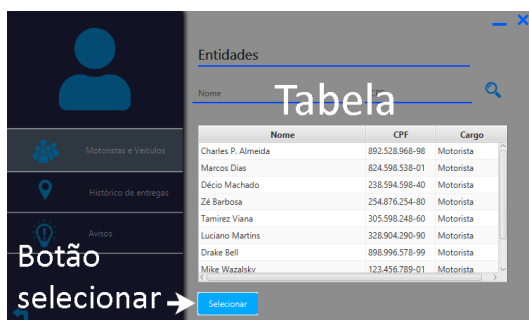 Entidades
Nome
CPF
Tabela
Nome CPF Cargo
Charles P. Almeida 892.528.968-98 Motorista
Marcos Dias 824.598.538-01 Motorista
Décio Machado 238.594.598-40 Motorista
Zé Barbosa 254.876.254-80 Motorista
Tamirez Viana 305.598.248-60 Motorista
Luciano Martins 328.904.290-90 Motorista
Drake Bell 898.996.578-99 Motorista
Mike Wazalsky 123.456.789-01 Motorista
Motoristas e Veículos
Histórico de entregas
Avisos
Botão
selecionar
Selecionar